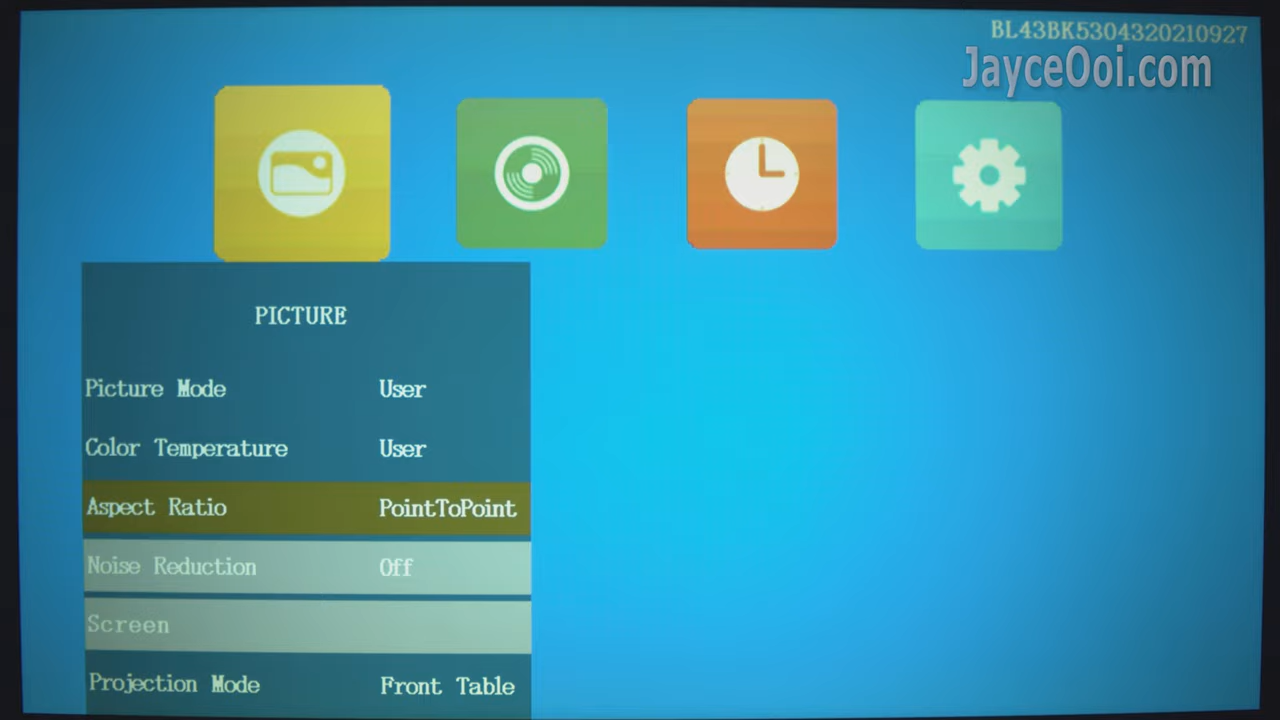 BL43BK5304320210927
JayceOoi.com
PICTURE
Picture Mode User
Color Temperature User
Aspect Ratio PointToPoint
Noise Reduction Off
Screen
Projection Mode Front Table